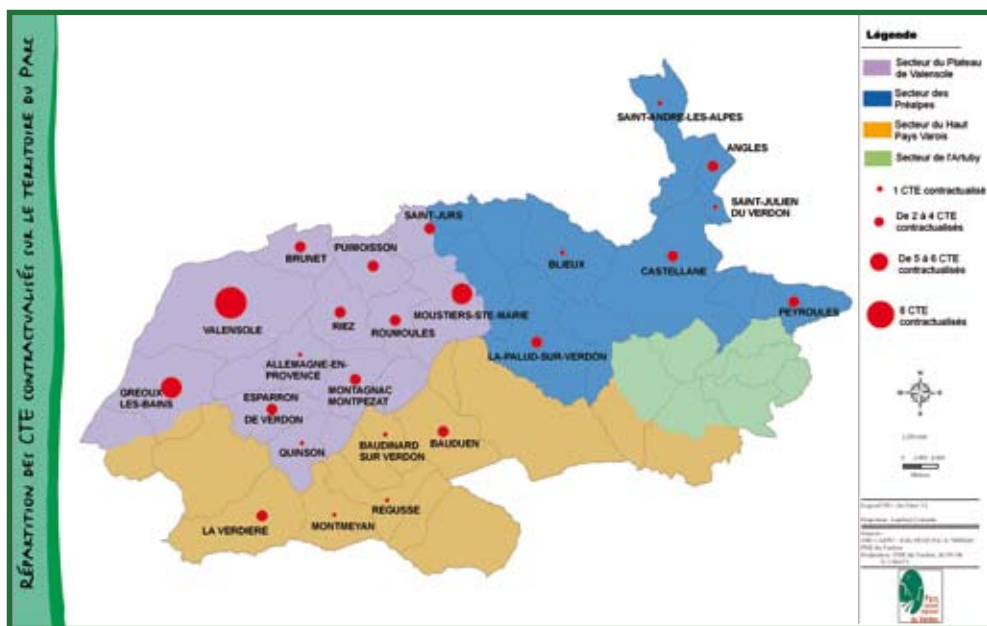 RÉPARTITION DES CTE CONTRACTUALISÉS SUR LE TERRITOIRE DU PARC
SAINT-ANDRE-LES-ALPES
ANGLES
SAINT-JULIEN
DU VERDON
SAINT-JURS
BRUNET
PUIMOISSON
BLIEUX
CASTELLANE
PEYROULES
VALENSOLE
RIEZ
ROUMOULES
MOUSTIERS-STE-MARIE
LA-PALUD-SUR-VERDON
ALLEMAGNE-EN-
PROVENCE
MONTAGNAC
MONTPEZAT
GREOUX
LES-BAINS
ESPARRON
DE VERDON
QUINSON
BAUDINARD
SUR VERDON
BAUDUEN
REGUSSE
LA VERDIERE
MONTMEYAN
Légende
Secteur du Plateau
de Valensole
Secteur des
Préalpes
Secteur du Haut
Pays Varois
Secteur de l'Artuby
1 CTE contractualisé
De 2 à 4 CTE
contractualisés
De 5 à 6 CTE
contractualisés
8 CTE
contractualisés
N